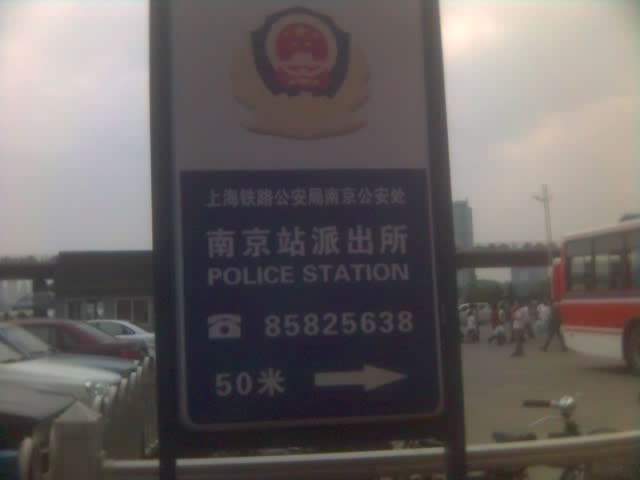 上海铁路公安局南京公安处
南京站派出所
POLICE STATION
☎ 85825638
50米 →